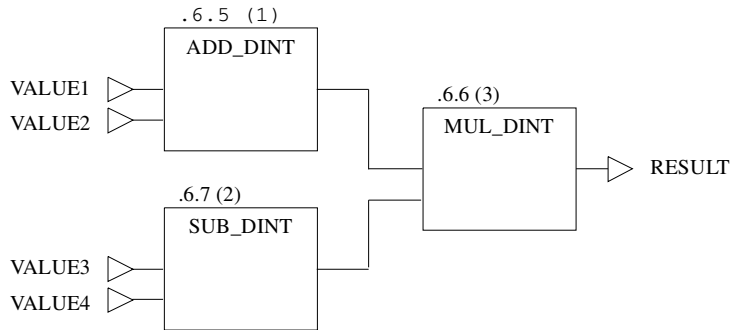 .6.5 (1)
ADD_DINT
VALUE1
VALUE2
.6.6 (3)
MUL_DINT
RESULT
.6.7 (2)
SUB_DINT
VALUE3
VALUE4